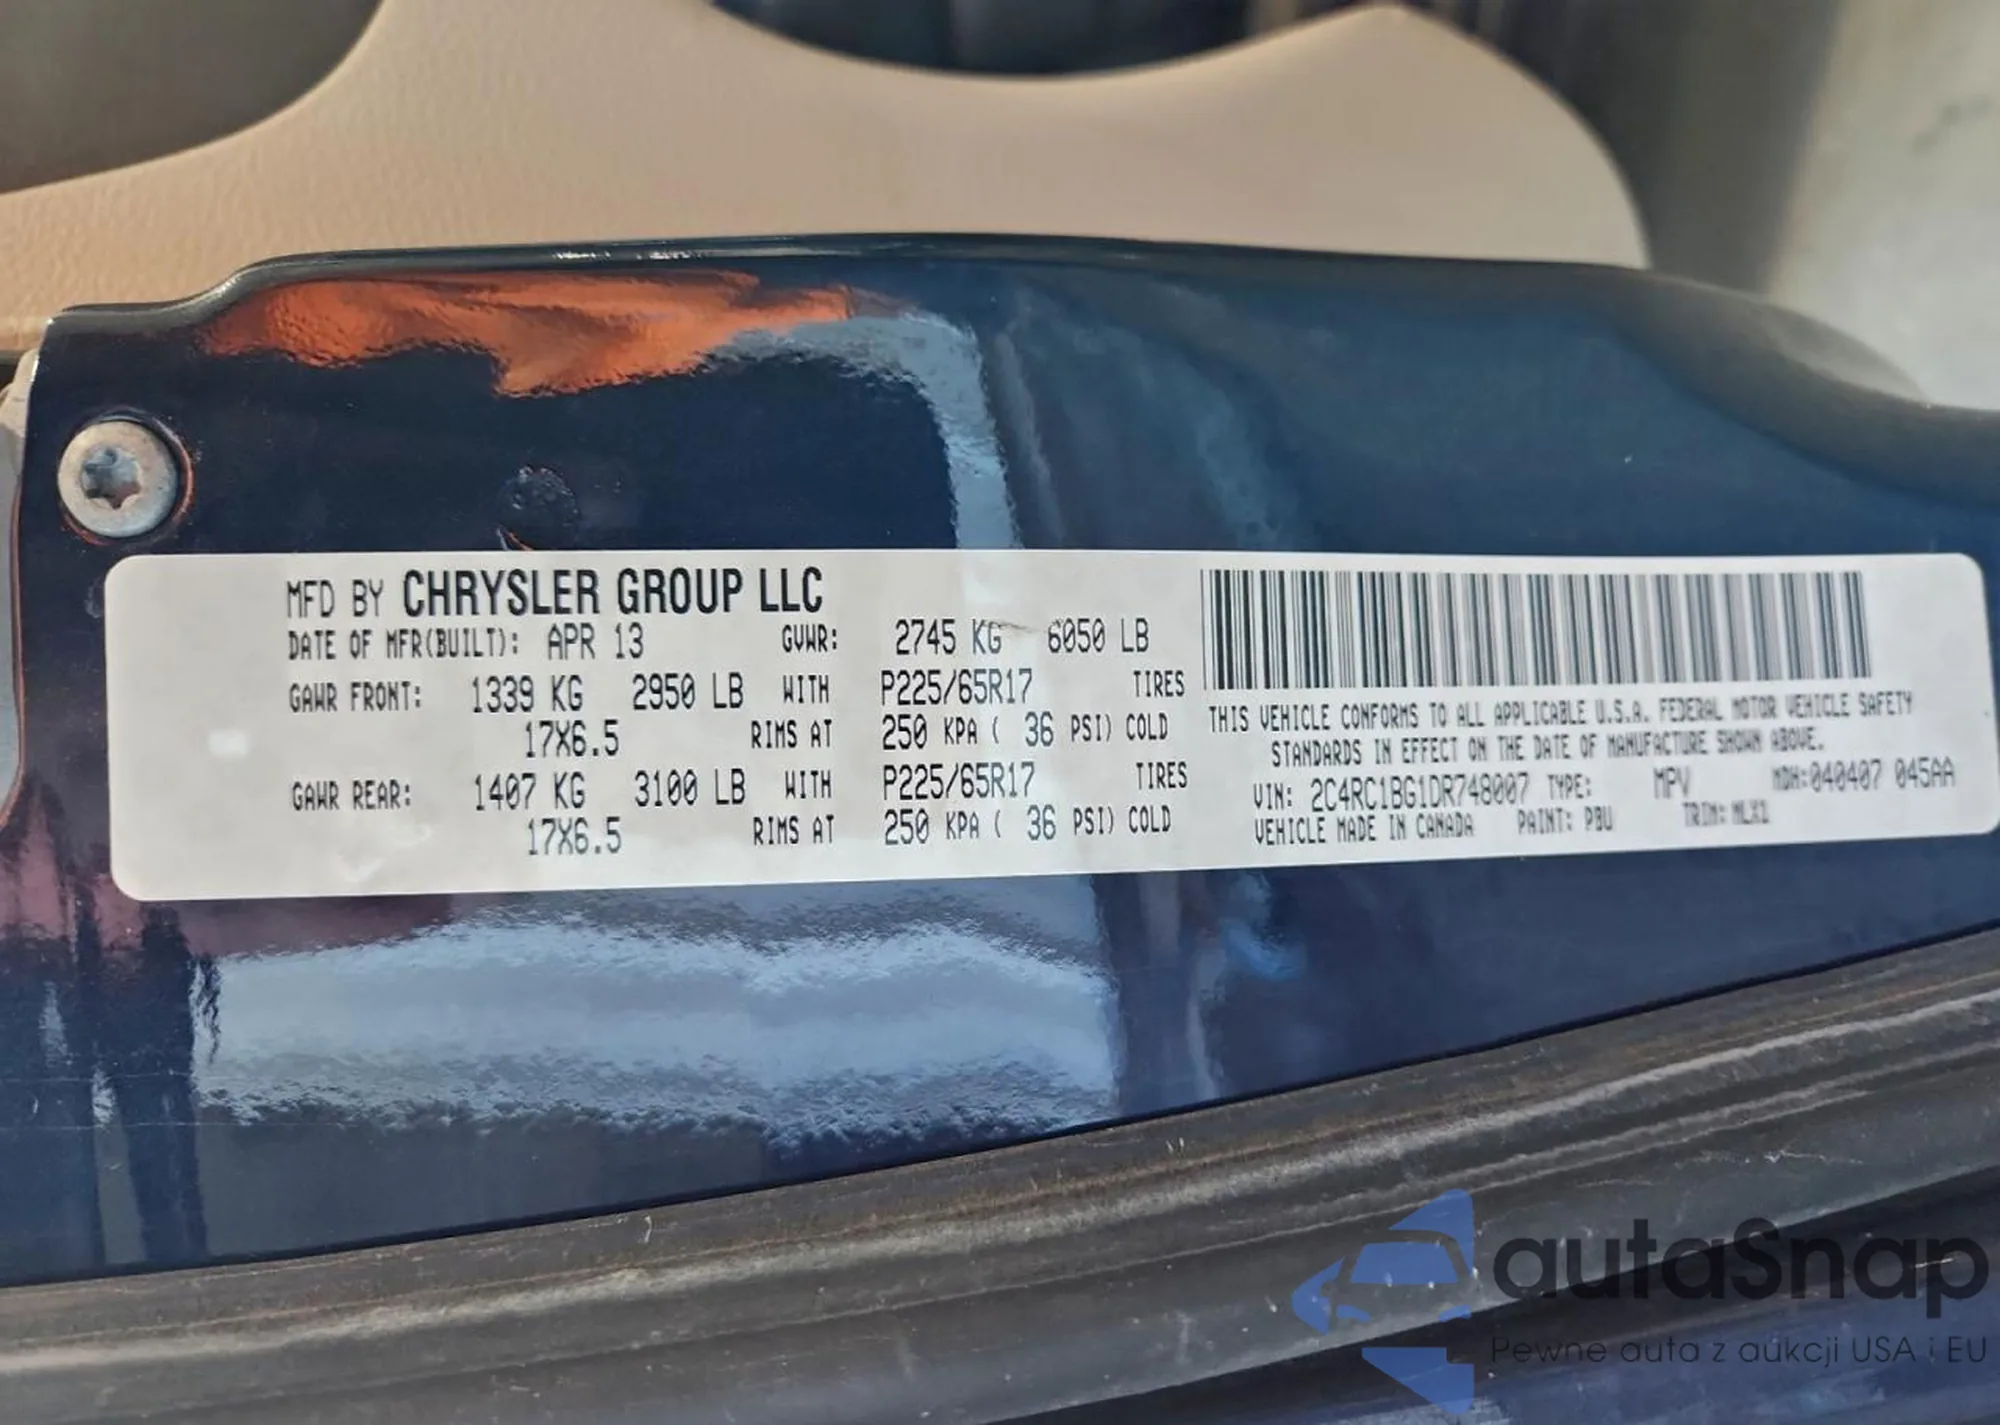 MFD BY CHRYSLER GROUP LLC
DATE OF MFR(BUILT): APR 13 GVWR: 2745 KG 6050 LB
GAWR FRONT: 1339 KG 2950 LB WITH P225/65R17 TIRES
17X6.5 RIMS AT 250 KPA ( 36 PSI) COLD
GAWR REAR: 1407 KG 3100 LB WITH P225/65R17 TIRES
17X6.5 RIMS AT 250 KPA ( 36 PSI) COLD
THIS VEHICLE CONFORMS TO ALL APPLICABLE U.S.A. FEDERAL MOTOR VEHICLE SAFETY
STANDARDS IN EFFECT ON THE DATE OF MANUFACTURE SHOWN ABOVE.
VIN: 2C4RC1BG1DR748007 TYPE: MPV MDH:040407 045AA
VEHICLE MADE IN CANADA PAINT: PBU TRIM: MLX1
autaSnap
Pewne auta z aukcji USA i EU